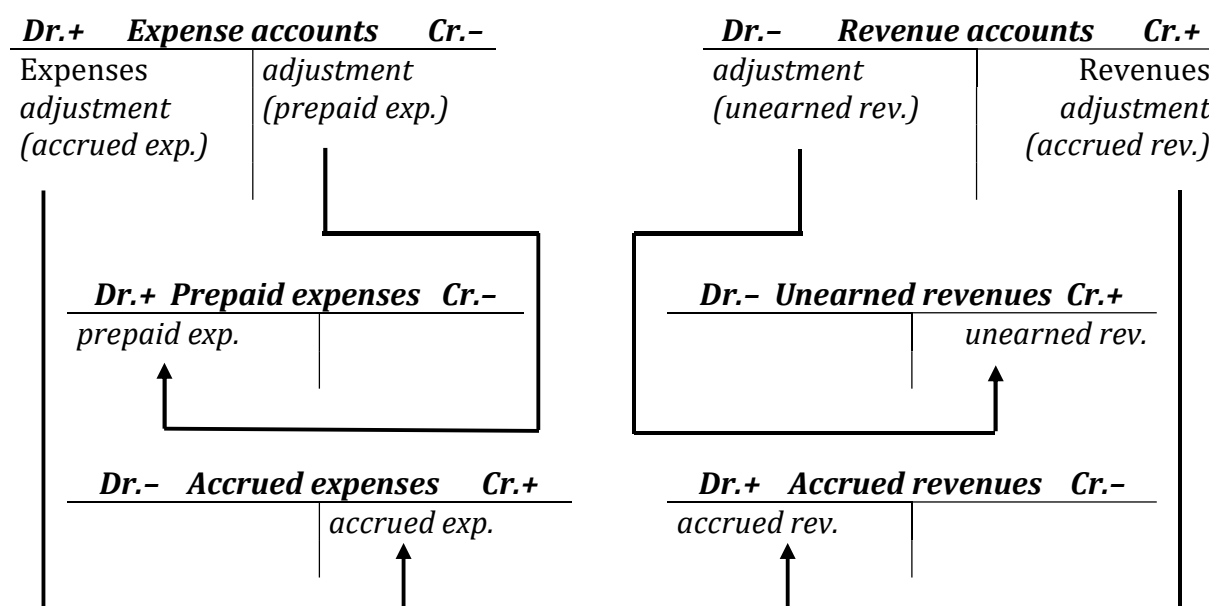 Dr.+ Expense accounts Cr.–
Expenses adjustment
adjustment (prepaid exp.)
(accrued exp.)
Dr.– Revenue accounts Cr.+
adjustment Revenues
(unearned rev.) adjustment
(accrued rev.)
Dr.+ Prepaid expenses Cr.–
prepaid exp.
Dr.– Unearned revenues Cr.+
unearned rev.
Dr.– Accrued expenses Cr.+
accrued exp.
Dr.+ Accrued revenues Cr.–
accrued rev.